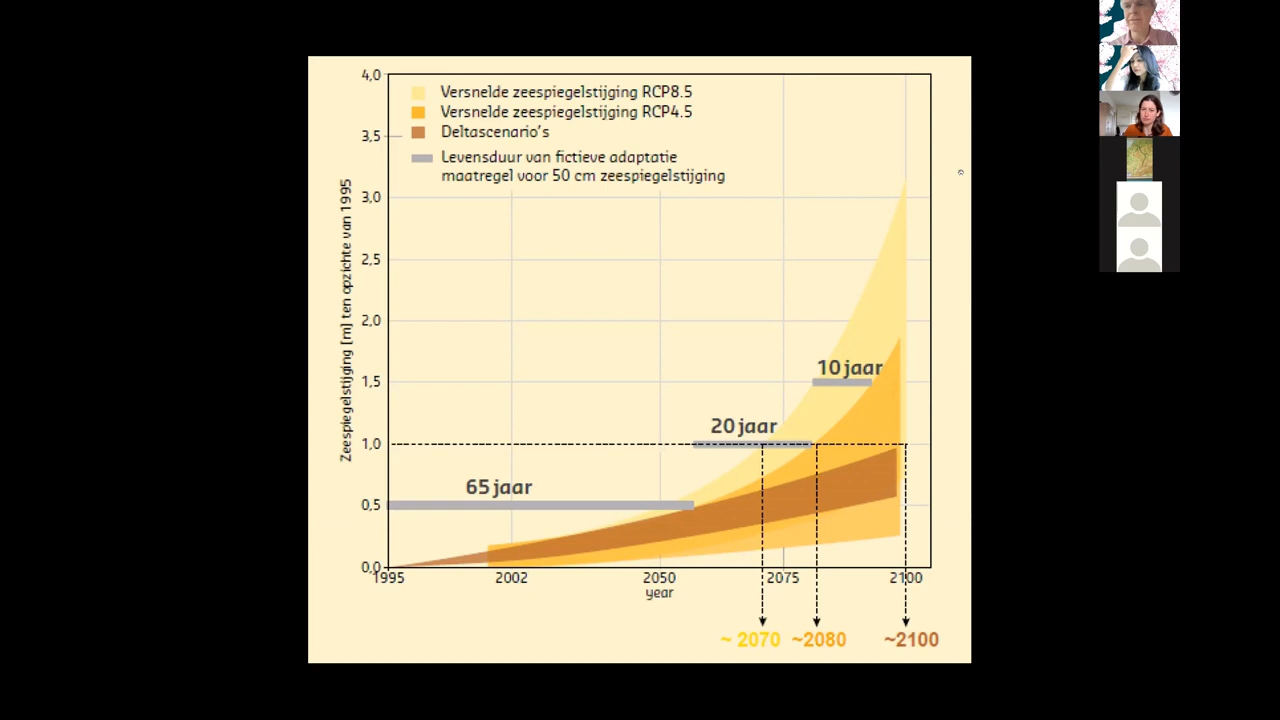 4,0
Versnelde zeespiegelstijging RCP8.5
Versnelde zeespiegelstijging RCP4.5
Deltascenario's
3,5
Levensduur van fictieve adaptatie
maatregel voor 50 cm zeespiegelstijging
Zeespiegelstijging [m] ten opzichte van 1995
3,0
2,5
2,0
10 jaar
1,5
20 jaar
1,0
65 jaar
0,5
0,0
1995 2002 2050 2075 2100
year
~ 2070 ~2080 ~2100